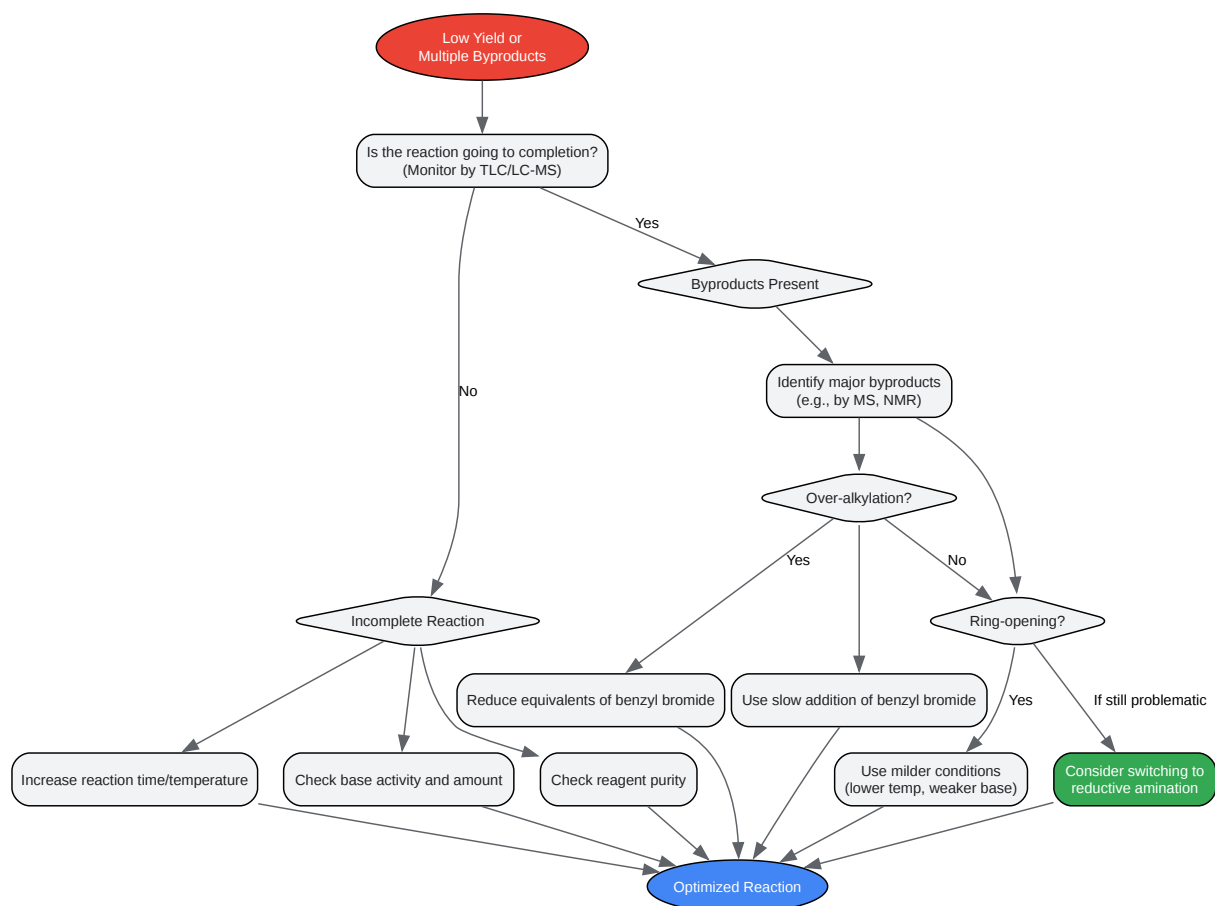 Low Yield or
Multiple Byproducts
Is the reaction going to completion?
(Monitor by TLC/LC-MS)
Yes
Byproducts Present
Identify major byproducts
(e.g., by MS, NMR)
No
Over-alkylation?
Yes
No
Incomplete Reaction
Ring-opening?
Reduce equivalents of benzyl bromide
Use slow addition of benzyl bromide
Yes
If still problematic
Increase reaction time/temperature
Check base activity and amount
Check reagent purity
Use milder conditions
(lower temp, weaker base)
Consider switching to
reductive amination
Optimized Reaction